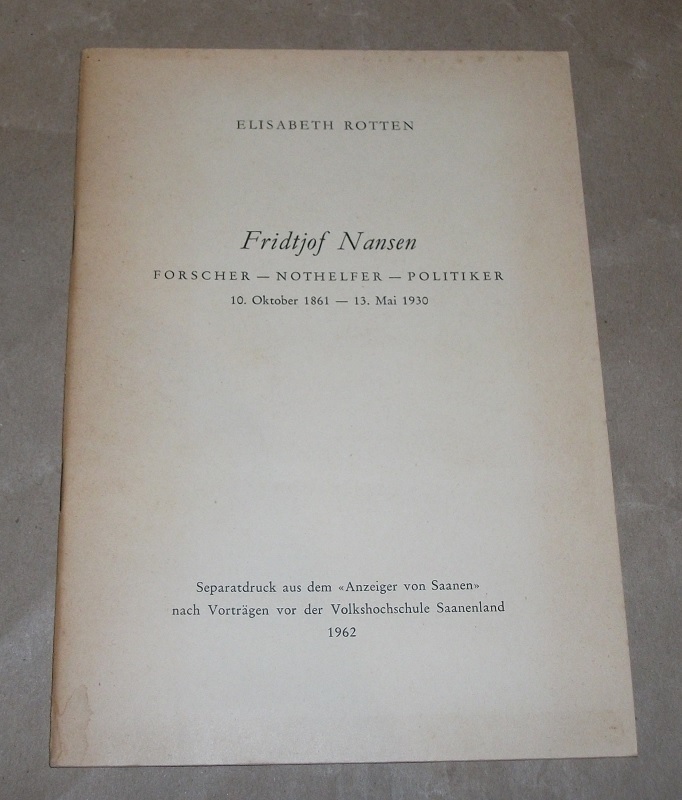 ELISABETH ROTTEN
Fridtjof Nansen
FORSCHER — NOTHELFER — POLITIKER
10. Oktober 1861 — 13. Mai 1930
Separatdruck aus dem «Anzeiger von Saanen»
nach Vorträgen vor der Volkshochschule Saanenland
1962